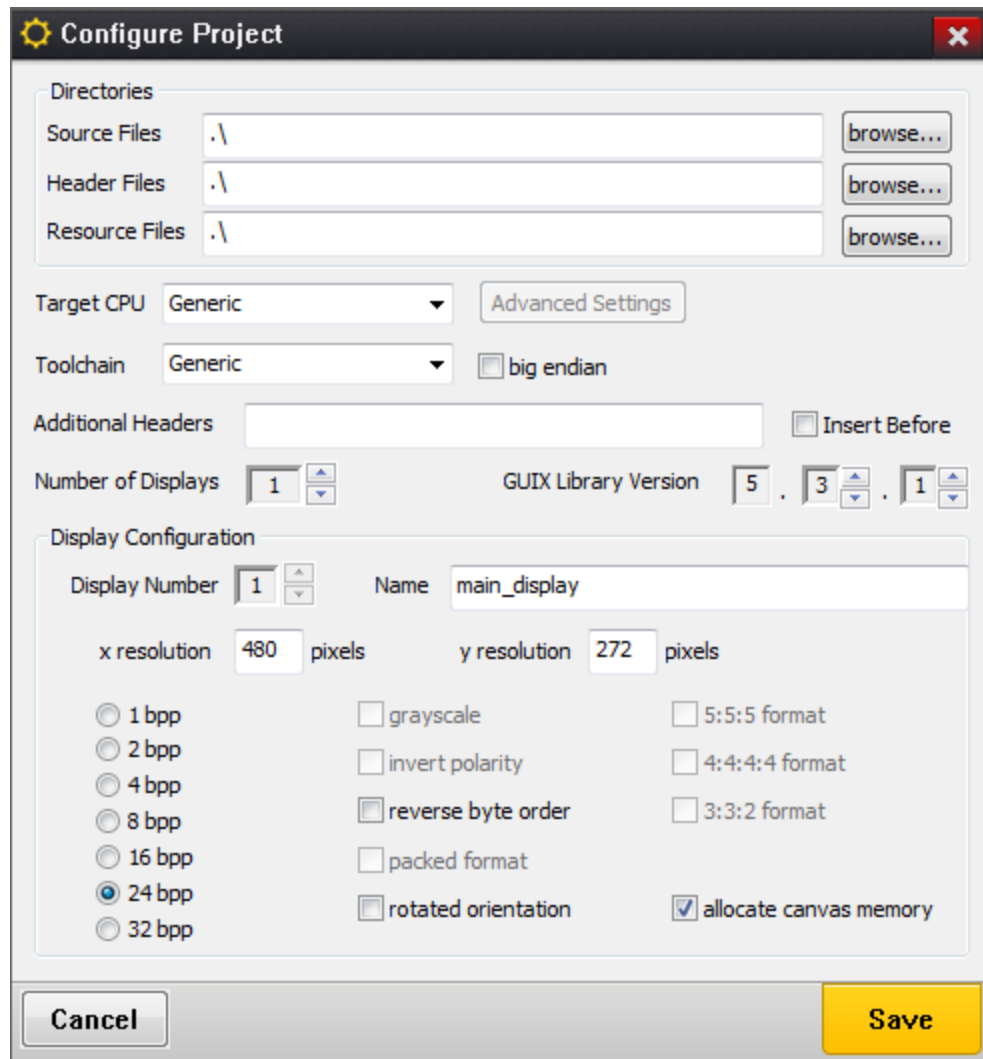 Configure Project
Directories
Source Files .\ browse...
Header Files .\ browse...
Resource Files .\ browse...
Target CPU Generic Advanced Settings
Toolchain Generic big endian
Additional Headers Insert Before
Number of Displays 1 GUIX Library Version 5 . 3 . 1
Display Configuration
Display Number 1 Name main_display
x resolution 480 pixels y resolution 272 pixels
1 bpp grayscale 5:5:5 format
2 bpp
invert polarity 4:4:4:4 format
4 bpp
8 bpp reverse byte order 3:3:2 format
16 bpp packed format
24 bpp
rotated orientation allocate canvas memory
32 bpp
Cancel Save